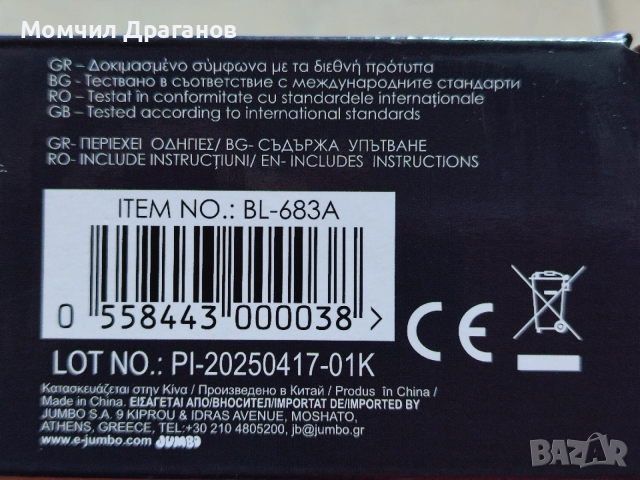 Момчил Драганов
GR – Δοκιμασμένο σύμφωνα με τα διεθνή πρότυπα
BG - Тествано в съответствие с международните стандарти
RO – Testat în conformitate cu standardele internaționale
GB – Tested according to international standards
GR- ΠΕΡΙΕΧΕΙ ΟΔΗΓΙΕΣ/ BG- СЪДЪРЖА УПЪТВАНЕ
RO- INCLUDE INSTRUCȚIUNI/ EN- INCLUDES INSTRUCTIONS
ITEM NO.: BL-683A
0 558443 000038 >
CE
LOT NO.: PI-20250417-01K
Κατασκευάζεται στην Κίνα / Произведено в Китай / Produs în China /
Made in China. ΕΙΣΑΓΕΤΑΙ ΑΠΟ/ВНОСИТЕЛ/IMPORTAT DE/IMPORTED BY
JUMBO S.A. 9 KIPROU & IDRAS AVENUE, MOSHATO,
ATHENS, GREECE, TEL:+30 210 4805200, jb@jumbo.gr
www.e-jumbo.com JUMBO
BAZAR